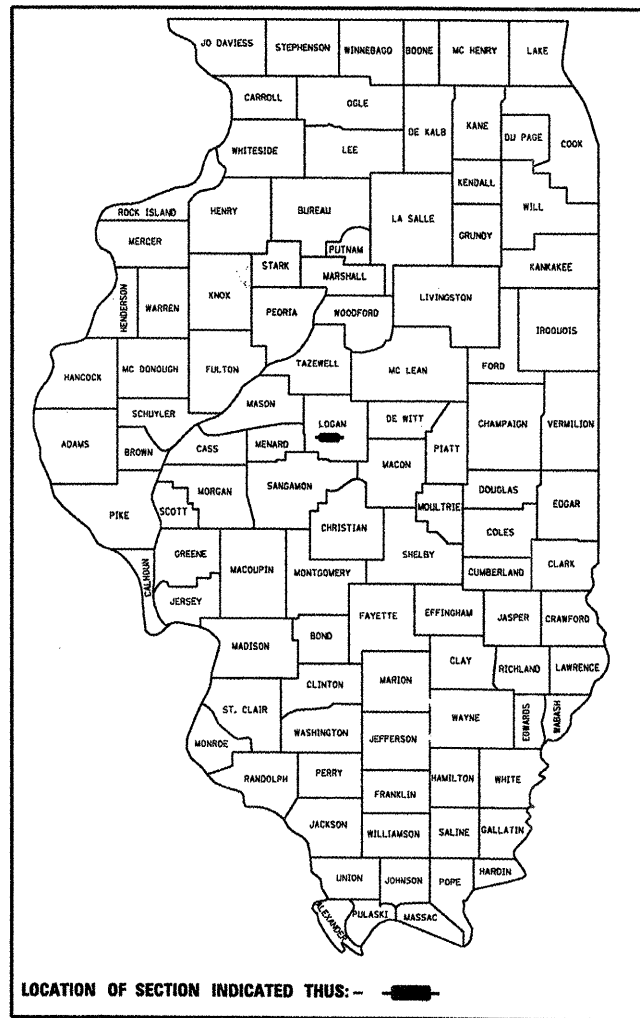 JO DAVIESS STEPHENSON WINNEBAGO BOONE MC HENRY LAKE
CARROLL OGLE DE KALB KANE DU PAGE COOK
WHITESIDE LEE KENDALL WILL
ROCK ISLAND HENRY BUREAU LA SALLE GRUNDY
MERCER PUTNAM
STARK MARSHALL KANKAKEE
HENDERSON WARREN KNOX PEORIA WOODFORD LIVINGSTON IROQUOIS
HANCOCK MC DONOUGH FULTON TAZEWELL MC LEAN FORD
SCHUYLER MASON LOGAN DE WITT CHAMPAIGN VERMILION
ADAMS BROWN CASS MENARD MACON PIATT
PIKE SCOTT MORGAN SANGAMON CHRISTIAN MOULTRIE DOUGLAS EDGAR
COLES
GREENE MACOUPIN MONTGOMERY SHELBY CUMBERLAND CLARK
CALHOUN JERSEY FAYETTE EFFINGHAM JASPER CRAWFORD
MADISON BOND CLAY RICHLAND LAWRENCE
CLINTON MARION
ST. CLAIR WAYNE EDWARDS WABASH
MONROE WASHINGTON JEFFERSON
RANDOLPH PERRY HAMILTON WHITE
FRANKLIN
JACKSON WILLIAMSON SALINE GALLATIN
UNION JOHNSON POPE HARDIN
ALEXANDER PULASKI MASSAC
LOCATION OF SECTION INDICATED THUS: -